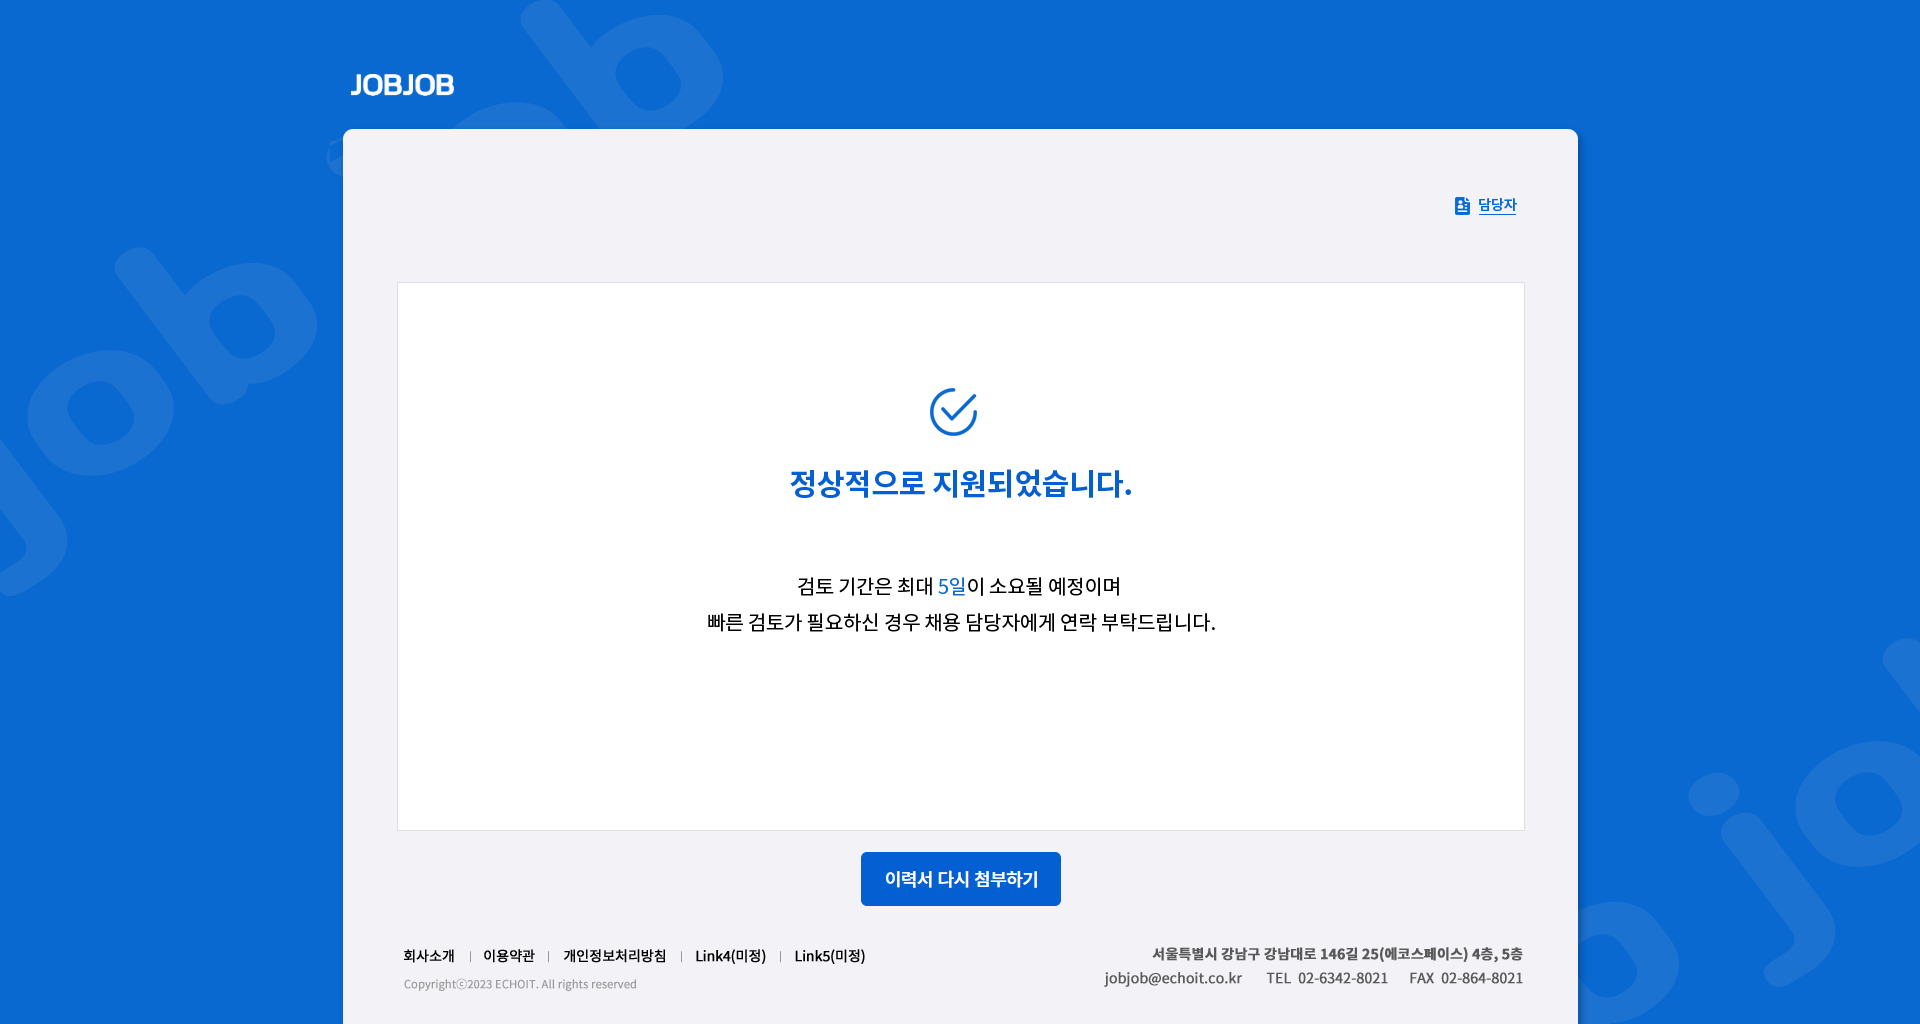 JOBJOB
담당자
정상적으로 지원되었습니다.
검토 기간은 최대 5일이 소요될 예정이며
빠른 검토가 필요하신 경우 채용 담당자에게 연락 부탁드립니다.
이력서 다시 첨부하기
회사소개 | 이용약관 | 개인정보처리방침 | Link4(미정) | Link5(미정)
Copyrightⓒ2023 ECHOIT. All rights reserved
서울특별시 강남구 강남대로 146길 25(에코스페이스) 4층, 5층
jobjob@echoit.co.kr TEL 02-6342-8021 FAX 02-864-8021